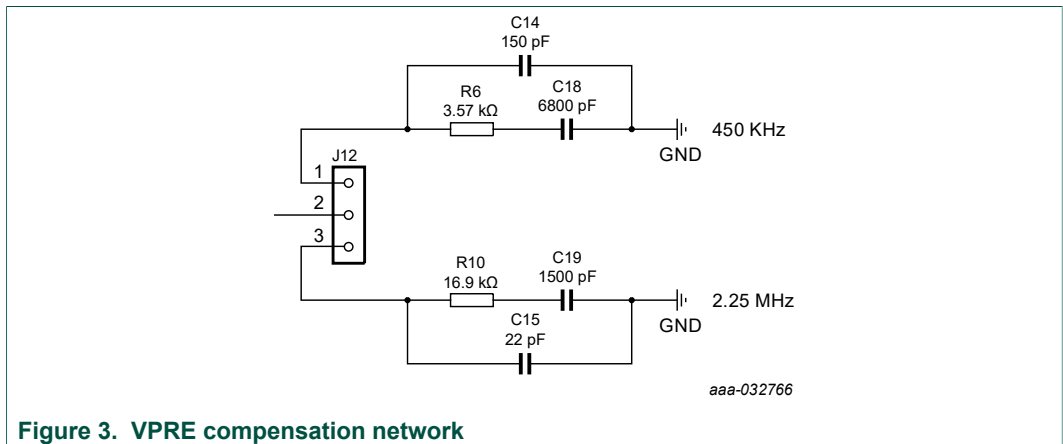 C14
150 pF
R6
3.57 kΩ
C18
6800 pF
450 KHz
GND
J12
1
2
3
R10
16.9 kΩ
C19
1500 pF
2.25 MHz
GND
C15
22 pF
aaa-032766
Figure 3. VPRE compensation network